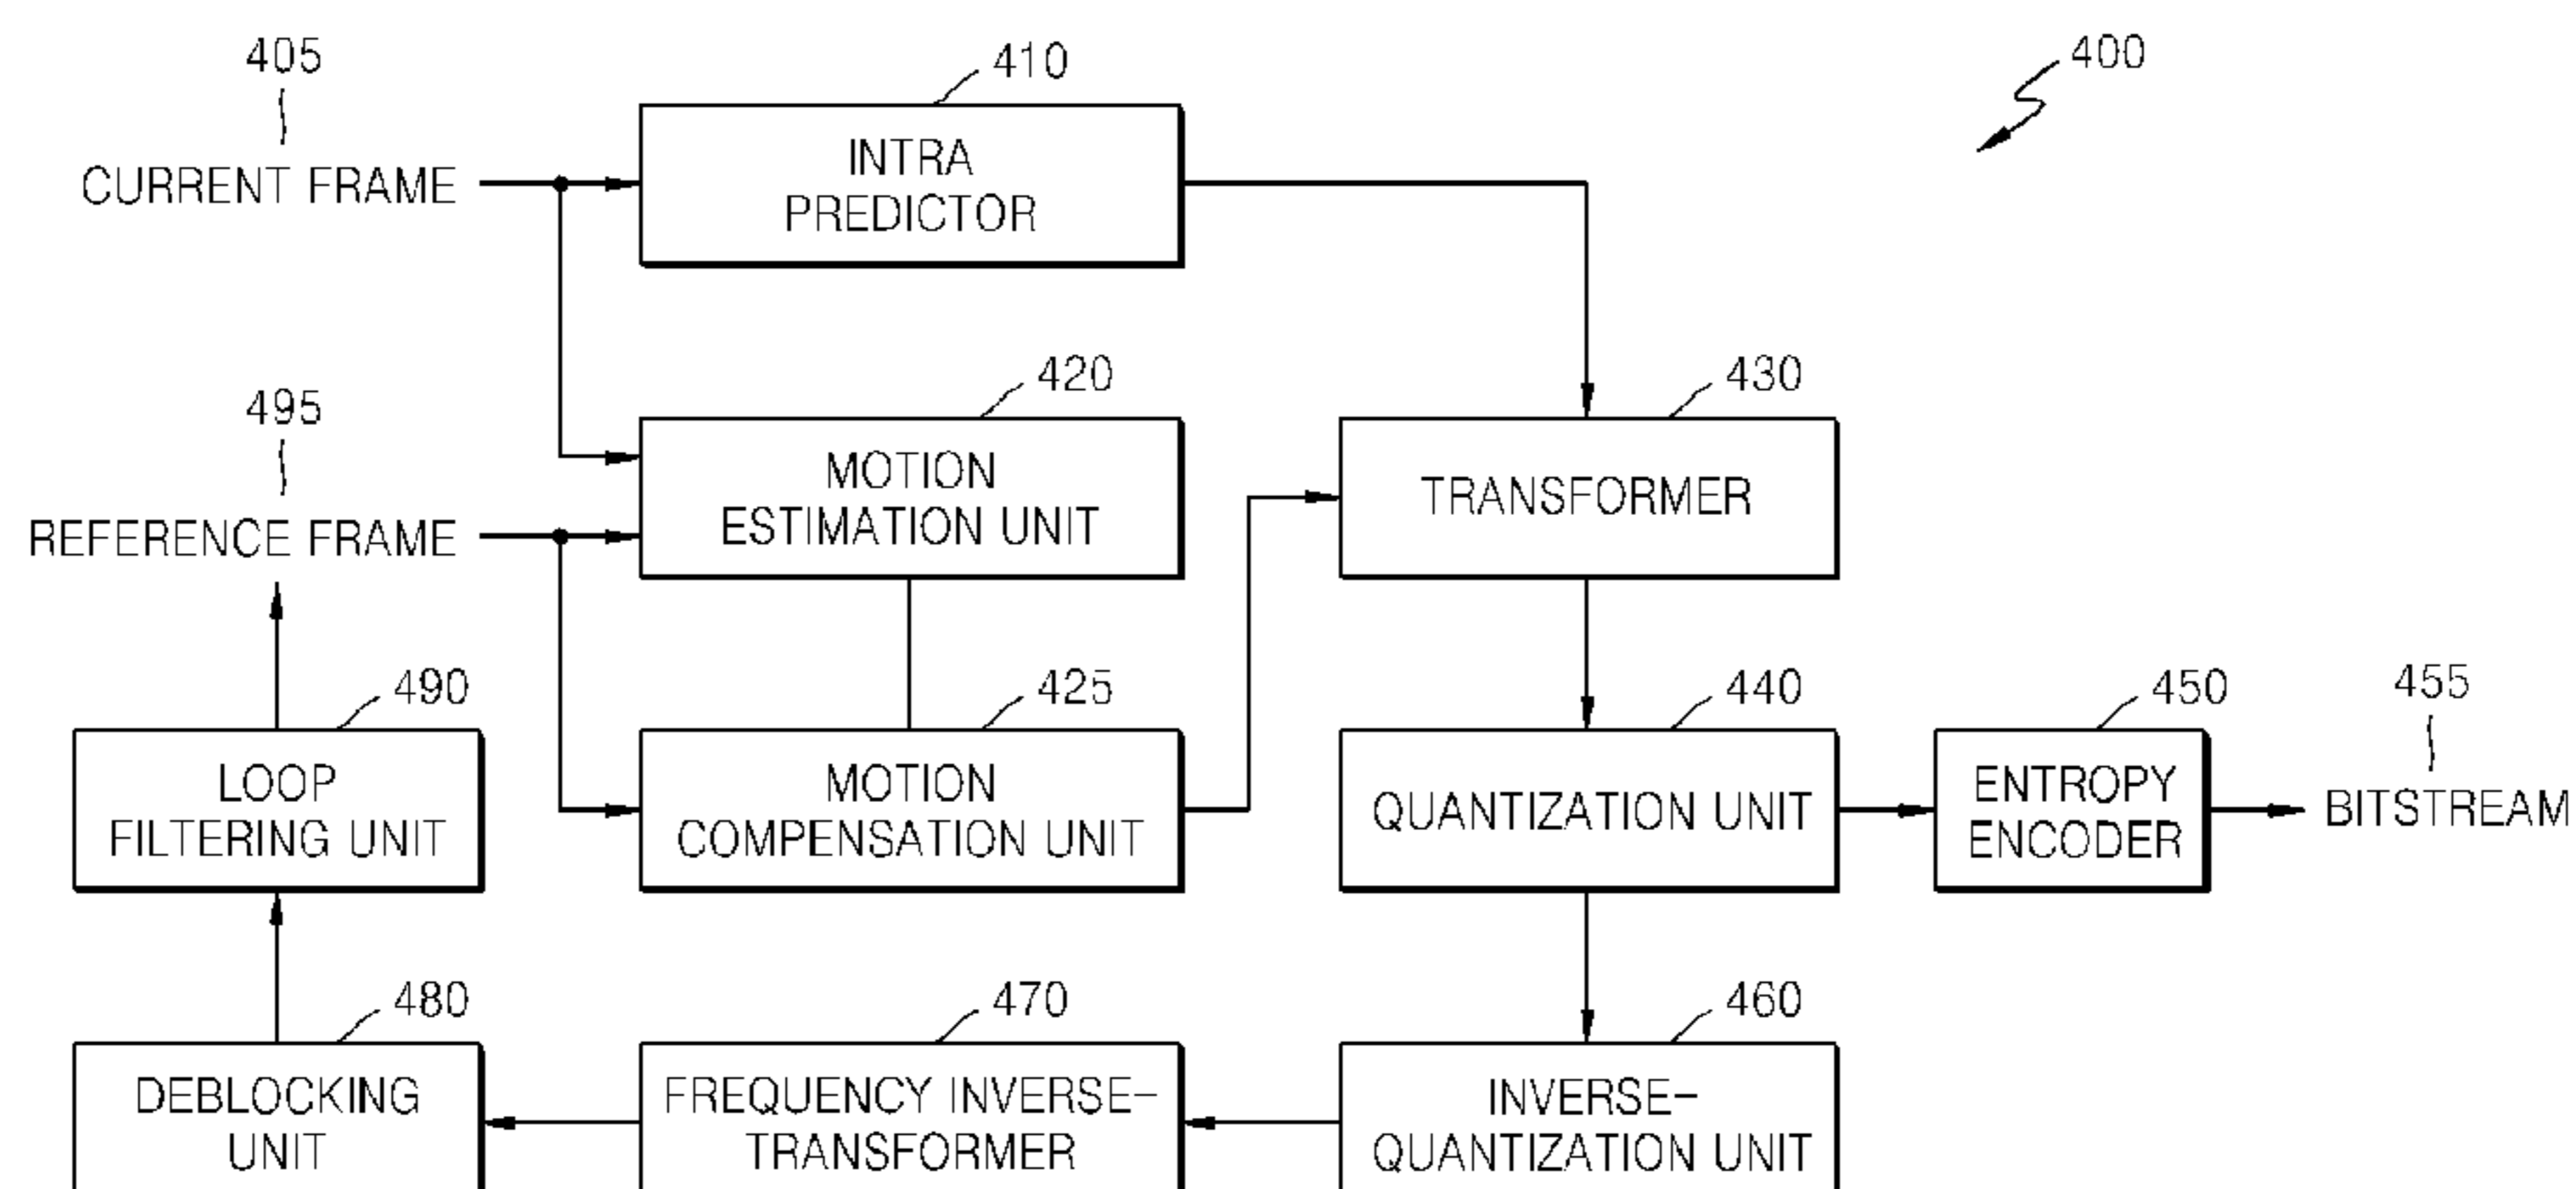 405
410
400
CURRENT FRAME
INTRA
PREDICTOR
495
420
430
REFERENCE FRAME
MOTION
ESTIMATION UNIT
TRANSFORMER
490
425
440
450
455
LOOP
FILTERING UNIT
MOTION
COMPENSATION UNIT
QUANTIZATION UNIT
ENTROPY
ENCODER
BITSTREAM
480
470
460
DEBLOCKING
UNIT
FREQUENCY INVERSE-
TRANSFORMER
INVERSE-
QUANTIZATION UNIT